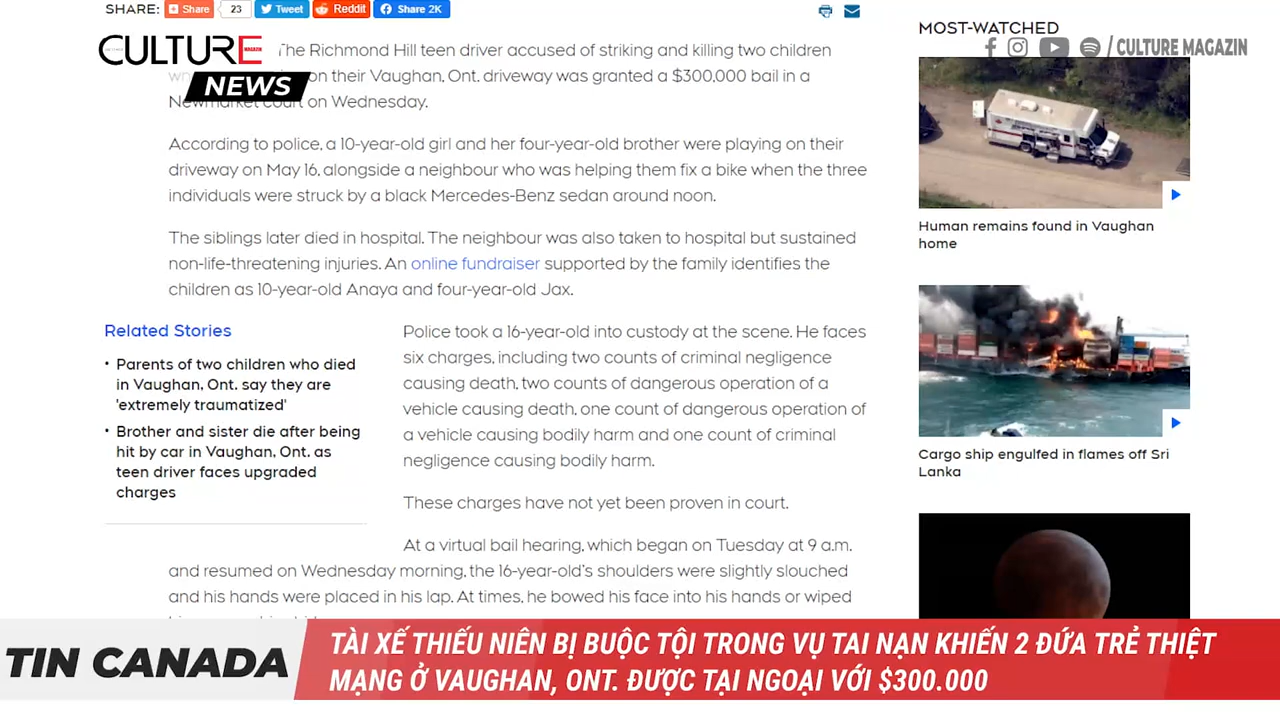 SHARE: Share 23 Tweet Reddit Share 2K
CULTURE
NEWS
/ CULTURE MAGAZIN
The Richmond Hill teen driver accused of striking and killing two children
on their Vaughan, Ont. driveway was granted a $300,000 bail in a
Newmarket court on Wednesday.
According to police, a 10-year-old girl and her four-year-old brother were playing on their
driveway on May 16, alongside a neighbour who was helping them fix a bike when the three
individuals were struck by a black Mercedes-Benz sedan around noon.
The siblings later died in hospital. The neighbour was also taken to hospital but sustained
non-life-threatening injuries. An online fundraiser supported by the family identifies the
children as 10-year-old Anaya and four-year-old Jax.
Related Stories
• Parents of two children who died
in Vaughan, Ont. say they are
'extremely traumatized'
• Brother and sister die after being
hit by car in Vaughan, Ont. as
teen driver faces upgraded
charges
Police took a 16-year-old into custody at the scene. He faces
six charges, including two counts of criminal negligence
causing death, two counts of dangerous operation of a
vehicle causing death, one count of dangerous operation of
a vehicle causing bodily harm and one count of criminal
negligence causing bodily harm.
These charges have not yet been proven in court.
At a virtual bail hearing, which began on Tuesday at 9 a.m.
and resumed on Wednesday morning, the 16-year-old's shoulders were slightly slouched
and his hands were placed in his lap. At times, he bowed his face into his hands or wiped
MOST-WATCHED
Human remains found in Vaughan
home
Cargo ship engulfed in flames off Sri
Lanka
TIN CANADA
TÀI XẾ THIẾU NIÊN BỊ BUỘC TỘI TRONG VỤ TAI NẠN KHIẾN 2 ĐỨA TRẺ THIỆT
MẠNG Ở VAUGHAN, ONT. ĐƯỢC TẠI NGOẠI VỚI $300.000